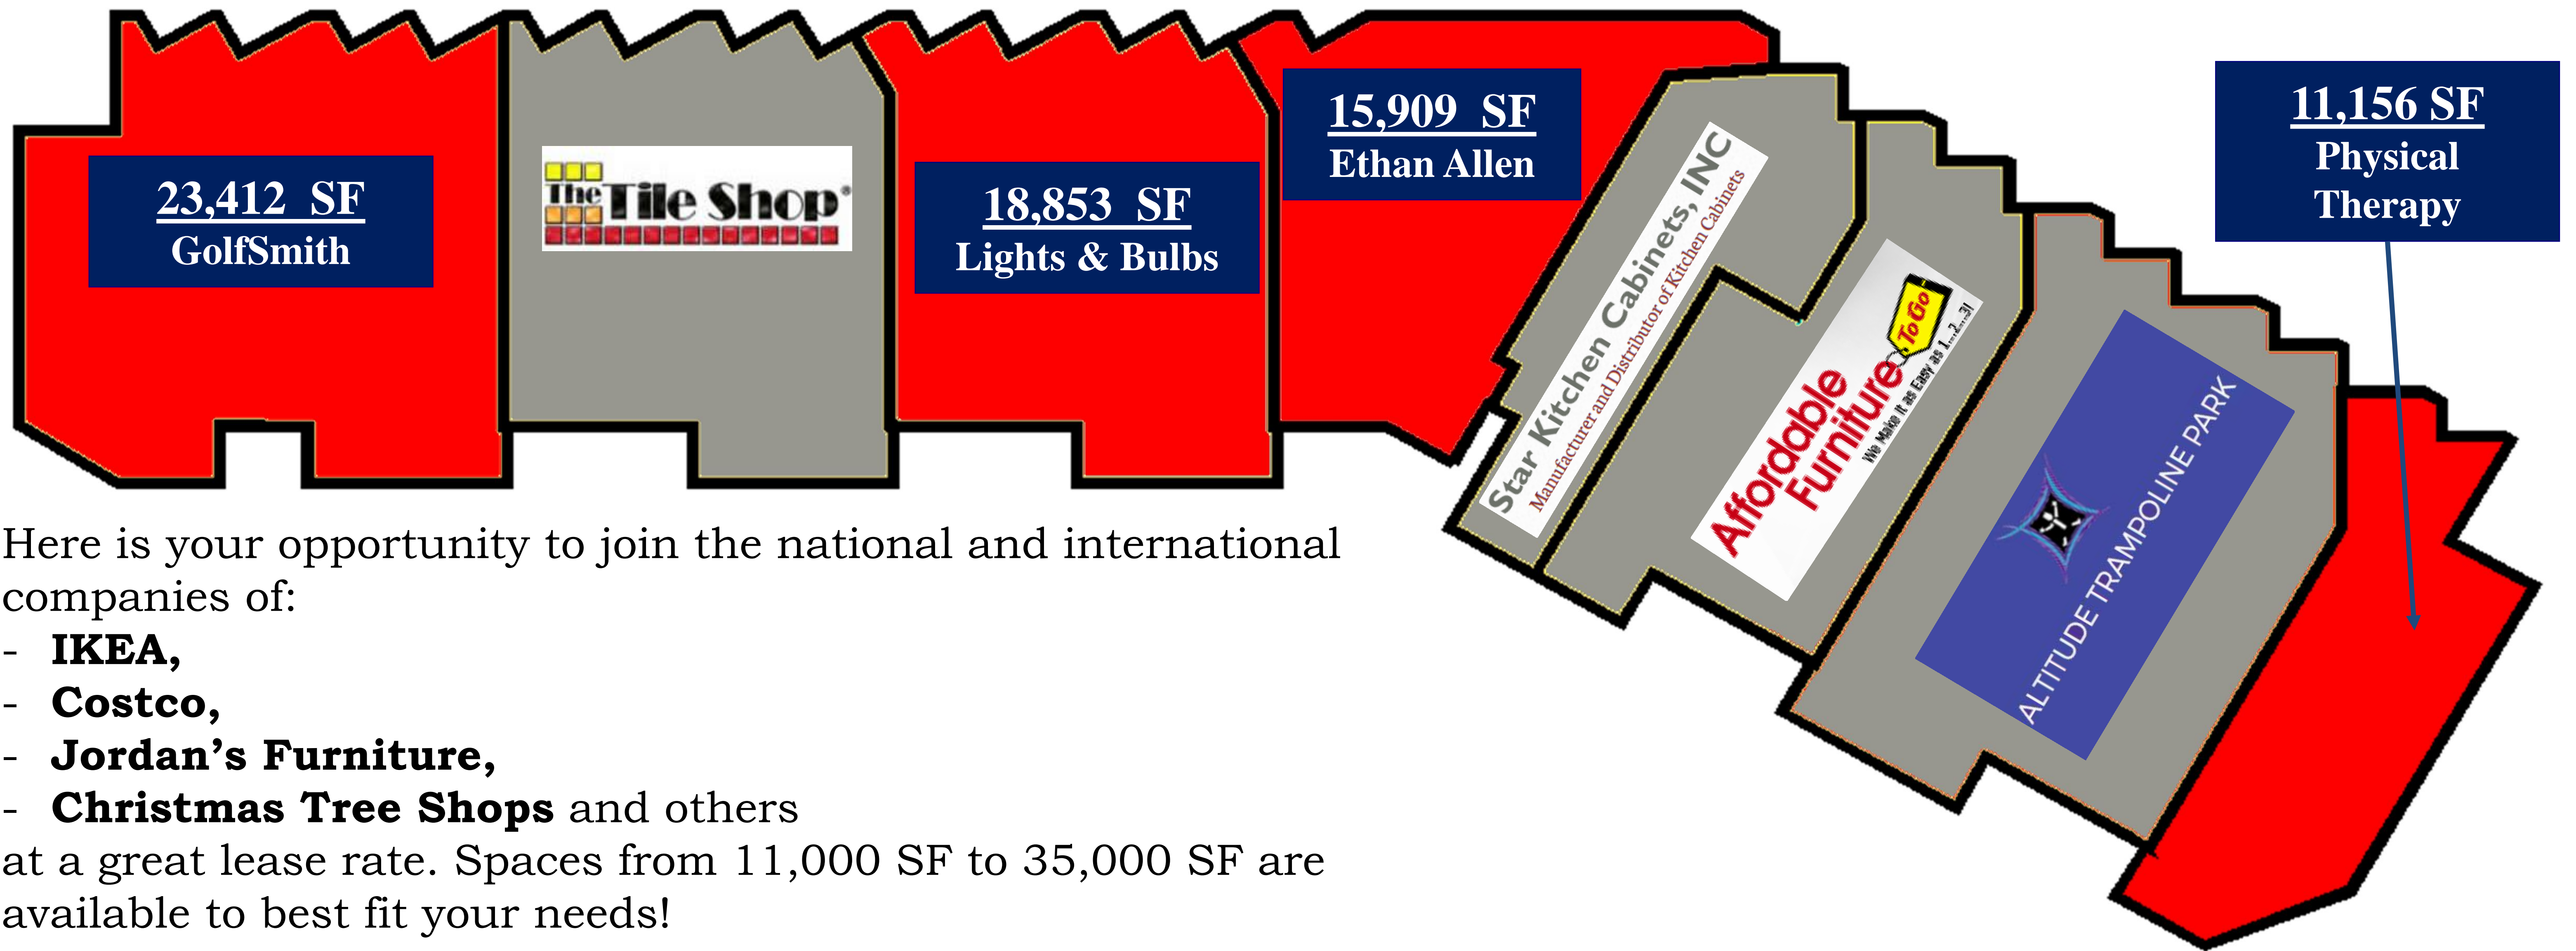 23,412 SF
GolfSmith
The Tile Shop®
18,853 SF
Lights & Bulbs
15,909 SF
Ethan Allen
Star Kitchen Cabinets, INC
Manufacturer and Distributor of Kitchen Cabinets
Affordable
Furniture
To Go
We Make It as Easy as 1...2...3!
ALTITUDE TRAMPOLINE PARK
11,156 SF
Physical
Therapy
Here is your opportunity to join the national and international
companies of:
- IKEA,
- Costco,
- Jordan’s Furniture,
- Christmas Tree Shops and others
at a great lease rate. Spaces from 11,000 SF to 35,000 SF are
available to best fit your needs!